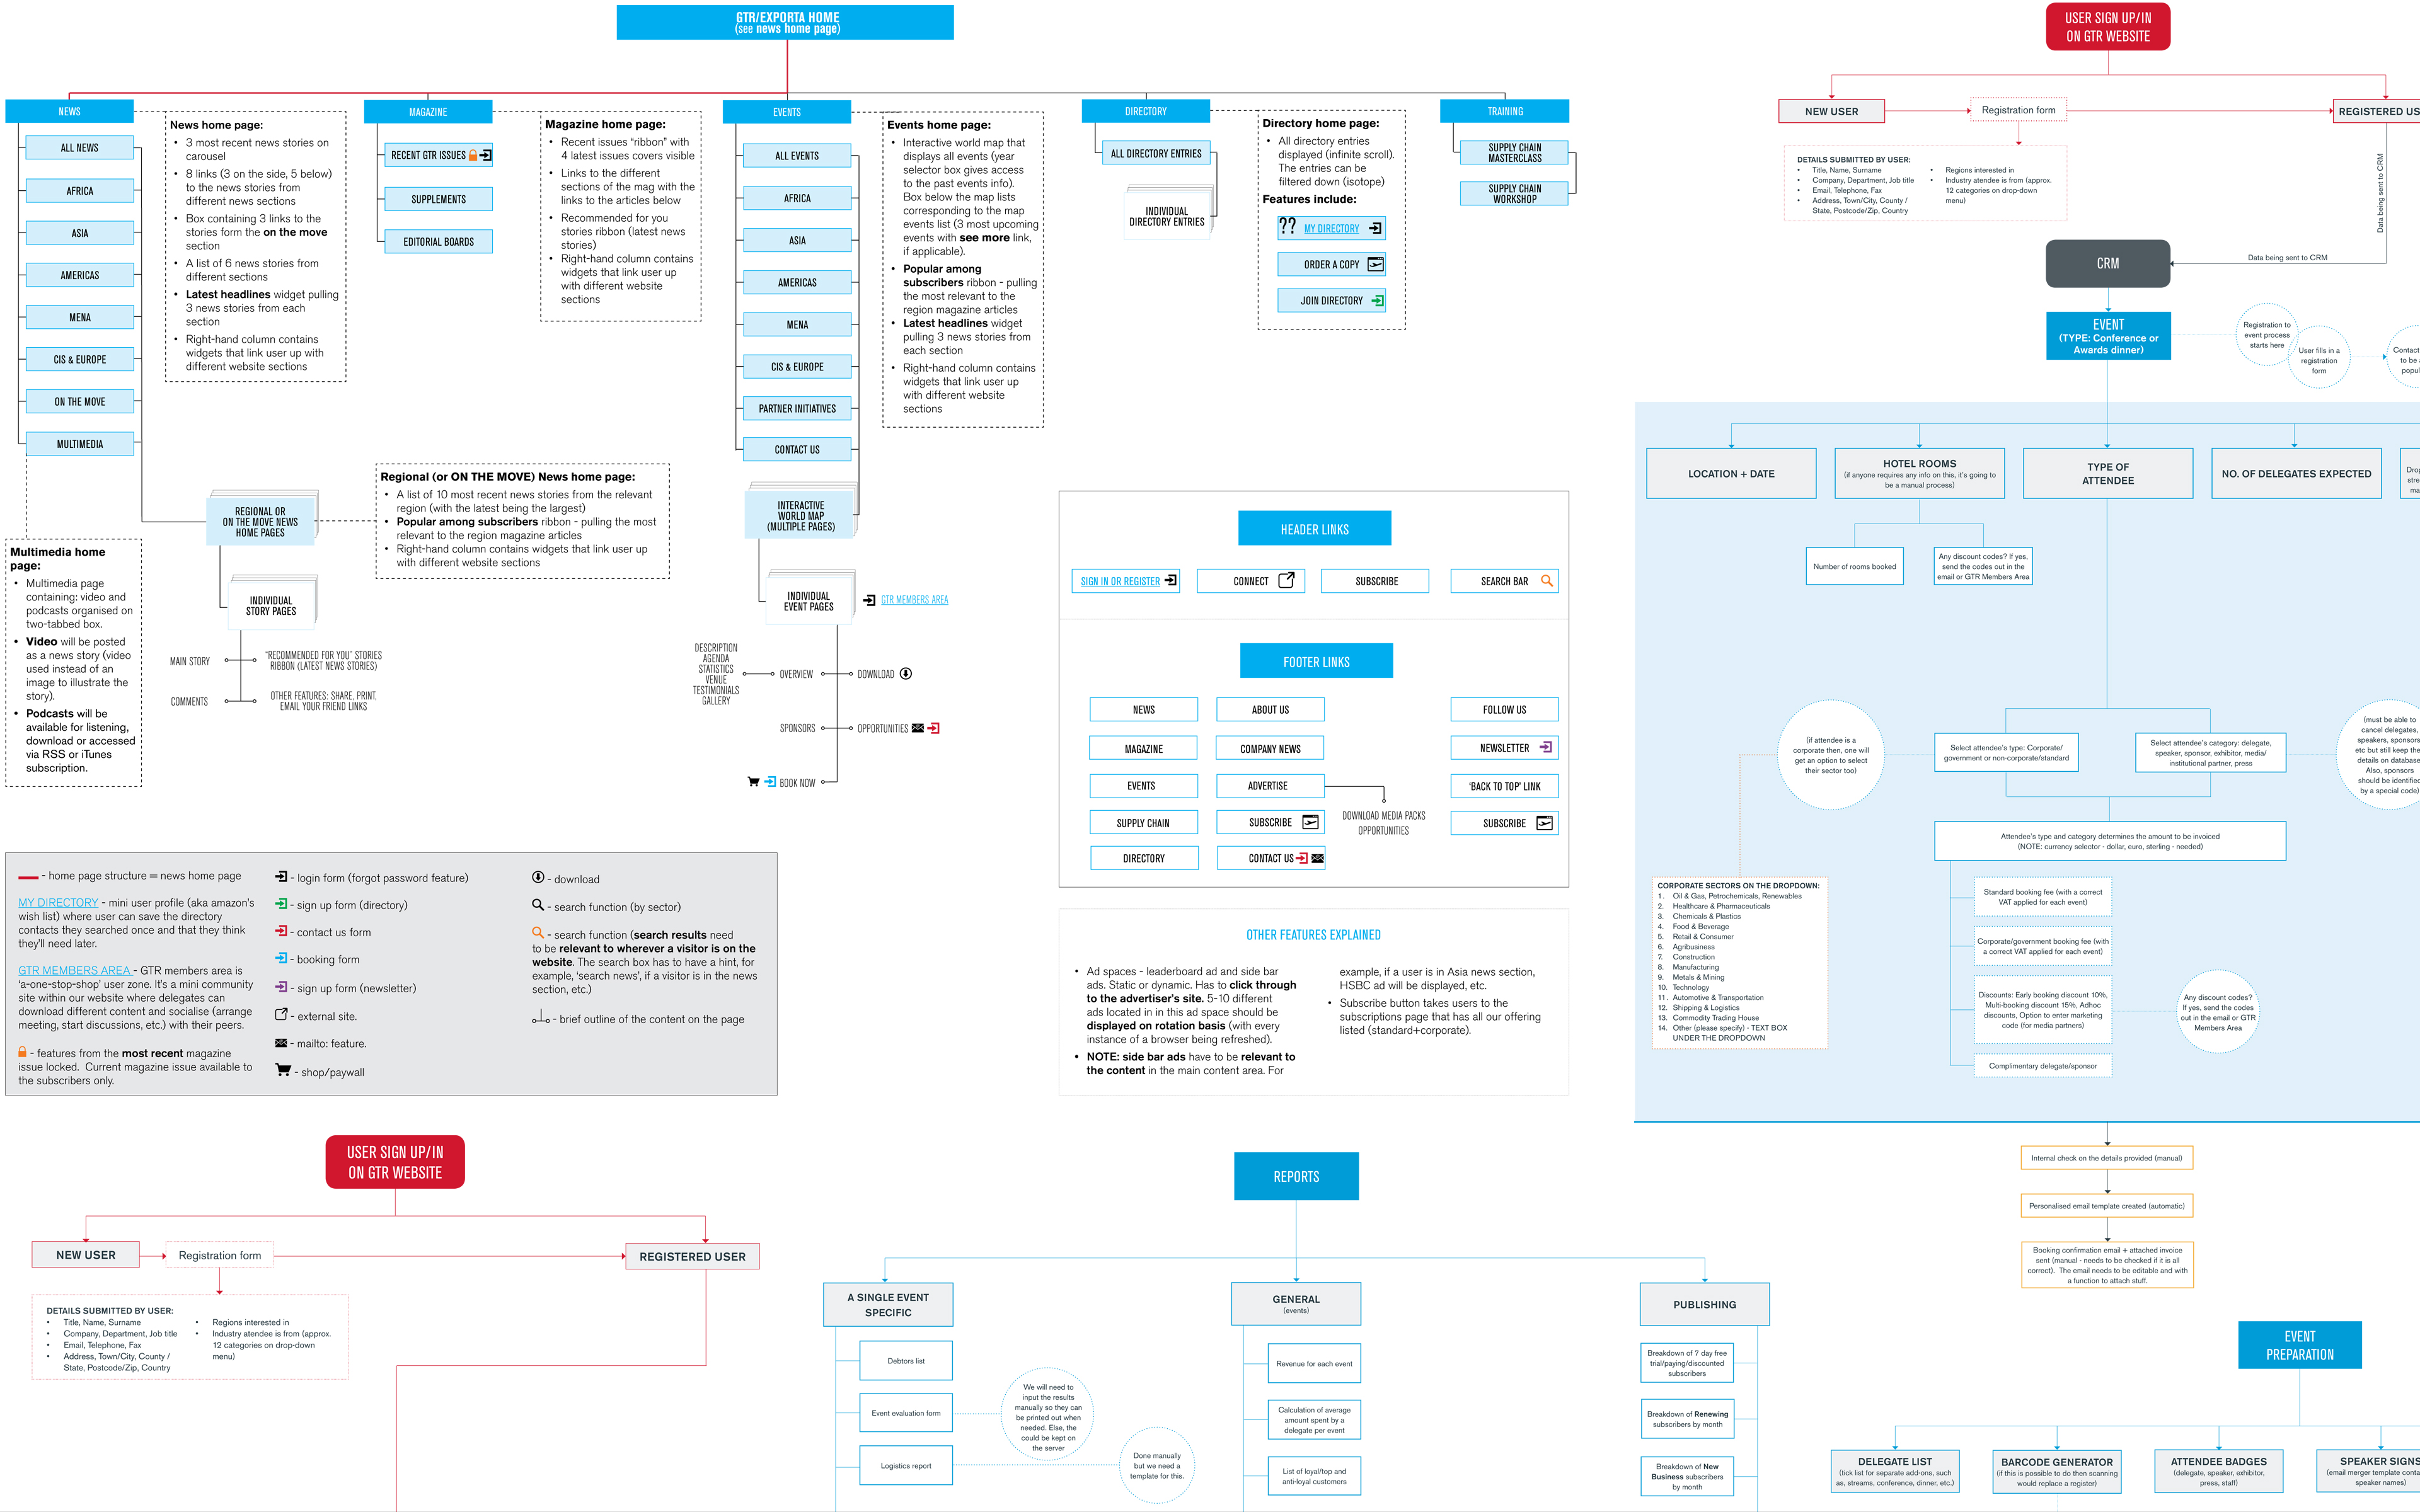 GTR/EXPORTA HOME
(see news home page)
NEWS
ALL NEWS
AFRICA
ASIA
AMERICAS
MENA
CIS & EUROPE
ON THE MOVE
MULTIMEDIA
News home page:
• 3 most recent news stories on
carousel
• 8 links (3 on the side, 5 below)
to the news stories from
different news sections
• Box containing 3 links to the
stories form the on the move
section
• A list of 6 news stories from
different sections
• Latest headlines widget pulling
3 news stories from each
section
• Right-hand column contains
widgets that link user up with
different website sections
MAGAZINE
RECENT GTR ISSUES
SUPPLEMENTS
EDITORIAL BOARDS
Magazine home page:
• Recent issues “ribbon” with
4 latest issues covers visible
• Links to the different
sections of the mag with the
links to the articles below
• Recommended for you
stories ribbon (latest news
stories)
• Right-hand column contains
widgets that link user up
with different website
sections
EVENTS
ALL EVENTS
AFRICA
ASIA
AMERICAS
MENA
CIS & EUROPE
PARTNER INITIATIVES
CONTACT US
Events home page:
• Interactive world map that
displays all events (year
selector box gives access
to the past events info).
Box below the map lists
corresponding to the map
events list (3 most upcoming
events with see more link,
if applicable).
• Popular among
subscribers ribbon - pulling
the most relevant to the
region magazine articles
• Latest headlines widget
pulling 3 news stories from
each section
• Right-hand column contains
widgets that link user up
with different website
sections
DIRECTORY
ALL DIRECTORY ENTRIES
INDIVIDUAL
DIRECTORY ENTRIES
Directory home page:
• All directory entries
displayed (infinite scroll).
The entries can be
filtered down (isotope)
Features include:
?? MY DIRECTORY
ORDER A COPY
JOIN DIRECTORY
TRAINING
SUPPLY CHAIN
MASTERCLASS
SUPPLY CHAIN
WORKSHOP
Multimedia home
page:
• Multimedia page
containing: video and
podcasts organised on
two-tabbed box.
• Video will be posted
as a news story (video
used instead of an
image to illustrate the
story).
• Podcasts will be
available for listening,
download or accessed
via RSS or iTunes
subscription.
REGIONAL OR
ON THE MOVE NEWS
HOME PAGES
INDIVIDUAL
STORY PAGES
MAIN STORY
“RECOMMENDED FOR YOU” STORIES
RIBBON (LATEST NEWS STORIES)
COMMENTS
OTHER FEATURES: SHARE, PRINT,
EMAIL YOUR FRIEND LINKS
Regional (or ON THE MOVE) News home page:
• A list of 10 most recent news stories from the relevant
region (with the latest being the largest)
• Popular among subscribers ribbon - pulling the most
relevant to the region magazine articles
• Right-hand column contains widgets that link user up
with different website sections
INTERACTIVE
WORLD MAP
(MULTIPLE PAGES)
INDIVIDUAL
EVENT PAGES
GTR MEMBERS AREA
DESCRIPTION
AGENDA
STATISTICS
VENUE
TESTIMONIALS
GALLERY
OVERVIEW
DOWNLOAD
SPONSORS
OPPORTUNITIES
BOOK NOW
HEADER LINKS
SIGN IN OR REGISTER
CONNECT
SUBSCRIBE
SEARCH BAR
FOOTER LINKS
NEWS
ABOUT US
FOLLOW US
MAGAZINE
COMPANY NEWS
NEWSLETTER
EVENTS
ADVERTISE
‘BACK TO TOP’ LINK
SUPPLY CHAIN
SUBSCRIBE
DOWNLOAD MEDIA PACKS
OPPORTUNITIES
SUBSCRIBE
DIRECTORY
CONTACT US
- home page structure = news home page
MY DIRECTORY - mini user profile (aka amazon’s
wish list) where user can save the directory
contacts they searched once and that they think
they’ll need later.
GTR MEMBERS AREA - GTR members area is
‘a-one-stop-shop’ user zone. It’s a mini community
site within our website where delegates can
download different content and socialise (arrange
meeting, start discussions, etc.) with their peers.
- features from the most recent magazine
issue locked. Current magazine issue available to
the subscribers only.
- login form (forgot password feature)
- sign up form (directory)
- contact us form
- booking form
- sign up form (newsletter)
- external site.
- mailto: feature.
- shop/paywall
- download
- search function (by sector)
- search function (search results need
to be relevant to wherever a visitor is on the
website. The search box has to have a hint, for
example, ‘search news’, if a visitor is in the news
section, etc.)
- brief outline of the content on the page
OTHER FEATURES EXPLAINED
• Ad spaces - leaderboard ad and side bar
ads. Static or dynamic. Has to click through
to the advertiser’s site. 5-10 different
ads located in in this ad space should be
displayed on rotation basis (with every
instance of a browser being refreshed).
• NOTE: side bar ads have to be relevant to
the content in the main content area. For
example, if a user is in Asia news section,
HSBC ad will be displayed, etc.
• Subscribe button takes users to the
subscriptions page that has all our offering
listed (standard+corporate).
USER SIGN UP/IN
ON GTR WEBSITE
NEW USER
Registration form
REGISTERED US
DETAILS SUBMITTED BY USER:
• Title, Name, Surname
• Company, Department, Job title
• Email, Telephone, Fax
• Address, Town/City, County /
State, Postcode/Zip, Country
• Regions interested in
• Industry atendee is from (approx.
12 categories on drop-down
menu)
Data being sent to CRM
CRM
Data being sent to CRM
EVENT
(TYPE: Conference or
Awards dinner)
Registration to
event process
starts here
User fills in a
registration
form
Contact
to be
popul
LOCATION + DATE
HOTEL ROOMS
(if anyone requires any info on this, it’s going to
be a manual process)
TYPE OF
ATTENDEE
NO. OF DELEGATES EXPECTED
Drop
stre
ma
Number of rooms booked
Any discount codes? If yes,
send the codes out in the
email or GTR Members Area
(if attendee is a
corporate then, one will
get an option to select
their sector too)
Select attendee’s type: Corporate/
government or non-corporate/standard
Select attendee’s category: delegate,
speaker, sponsor, exhibitor, media/
institutional partner, press
(must be able to
cancel delegates,
speakers, sponsors
etc but still keep the
details on database
Also, sponsors
should be identified
by a special code)
Attendee’s type and category determines the amount to be invoiced
(NOTE: currency selector - dollar, euro, sterling - needed)
CORPORATE SECTORS ON THE DROPDOWN:
1. Oil & Gas, Petrochemicals, Renewables
2. Healthcare & Pharmaceuticals
3. Chemicals & Plastics
4. Food & Beverage
5. Retail & Consumer
6. Agribusiness
7. Construction
8. Manufacturing
9. Metals & Mining
10. Technology
11. Automotive & Transportation
12. Shipping & Logistics
13. Commodity Trading House
14. Other (please specify) - TEXT BOX
UNDER THE DROPDOWN
Standard booking fee (with a correct
VAT applied for each event)
Corporate/government booking fee (with
a correct VAT applied for each event)
Discounts: Early booking discount 10%,
Multi-booking discount 15%, Adhoc
discounts, Option to enter marketing
code (for media partners)
Any discount codes?
If yes, send the codes
out in the email or GTR
Members Area
Complimentary delegate/sponsor
Internal check on the details provided (manual)
Personalised email template created (automatic)
Booking confirmation email + attached invoice
sent (manual - needs to be checked if it is all
correct). The email needs to be editable and with
a function to attach stuff.
USER SIGN UP/IN
ON GTR WEBSITE
NEW USER
Registration form
REGISTERED USER
DETAILS SUBMITTED BY USER:
• Title, Name, Surname
• Company, Department, Job title
• Email, Telephone, Fax
• Address, Town/City, County /
State, Postcode/Zip, Country
• Regions interested in
• Industry atendee is from (approx.
12 categories on drop-down
menu)
REPORTS
A SINGLE EVENT
SPECIFIC
Debtors list
Event evaluation form
Logistics report
We will need to
input the results
manually so they can
be printed out when
needed. Else, the
could be kept on
the server
Done manually
but we need a
template for this.
GENERAL
(events)
Revenue for each event
Calculation of average
amount spent by a
delegate per event
List of loyal/top and
anti-loyal customers
PUBLISHING
Breakdown of 7 day free
trial/paying/discounted
subscribers
Breakdown of Renewing
subscribers by month
Breakdown of New
Business subscribers
by month
EVENT
PREPARATION
DELEGATE LIST
(tick list for separate add-ons, such
as, streams, conference, dinner, etc.)
BARCODE GENERATOR
(if this is possible to do then scanning
would replace a register)
ATTENDEE BADGES
(delegate, speaker, exhibitor,
press, staff)
SPEAKER SIGNS
(email merger template conta
speaker names)